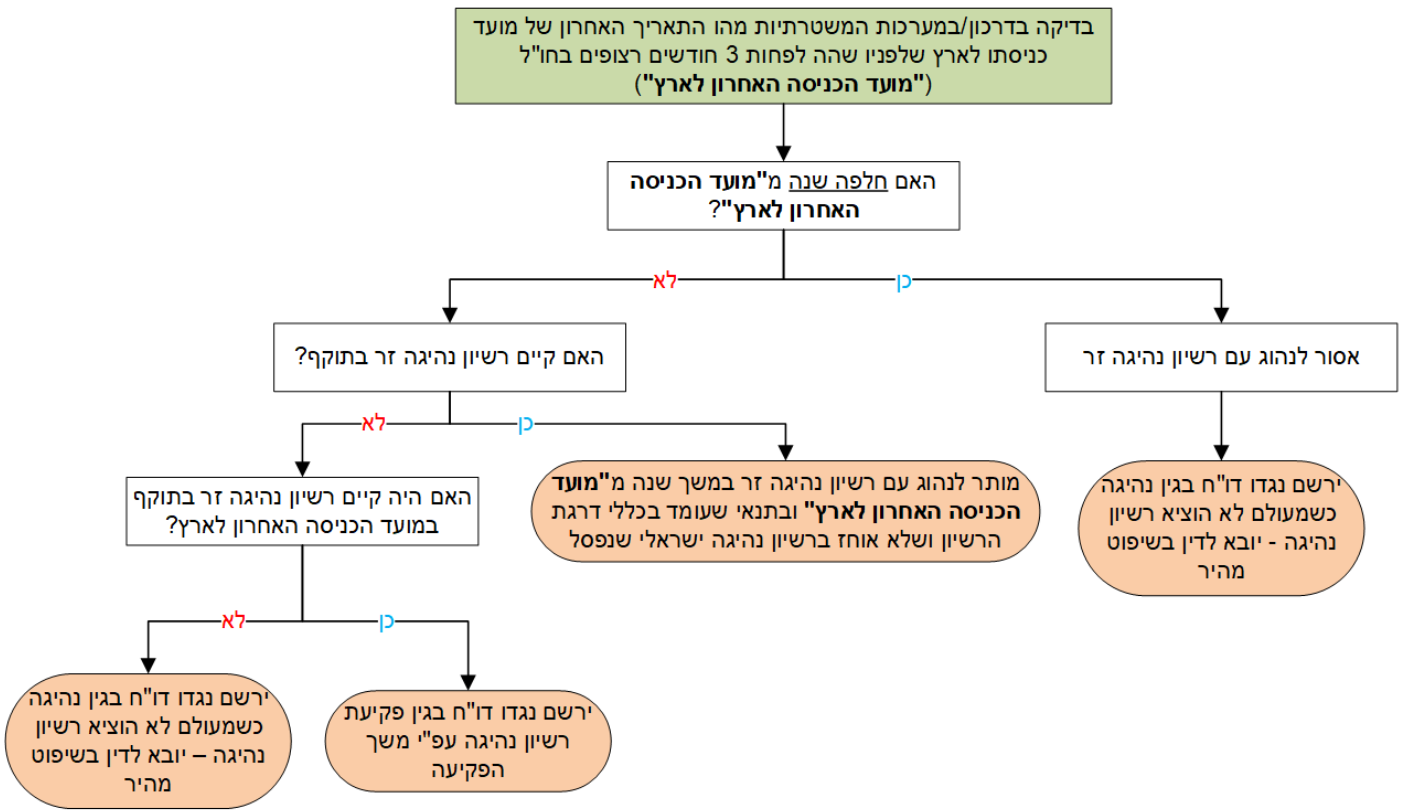 בדיקה בדרכון/במערכות המשטרתיות מהו התאריך האחרון של מועד
כניסתו לארץ שלפניו שהה לפחות 3 חודשים רצופים בחו"ל
("מועד הכניסה האחרון לארץ")
האם חלפה שנה מ"מועד הכניסה
האחרון לארץ"?
כן
לא
אסור לנהוג עם רשיון נהיגה זר
האם קיים רשיון נהיגה זר בתוקף?
כן
לא
ירשם נגדו דו"ח בגין נהיגה
כשמעולם לא הוציא רשיון
נהיגה - יובא לדין בשיפוט
מהיר
מותר לנהוג עם רשיון נהיגה זר במשך שנה מ"מועד
הכניסה האחרון לארץ" ובתנאי שעומד בכללי דרגת
הרשיון ושלא אוחז ברשיון נהיגה ישראלי שנפסל
האם היה קיים רשיון נהיגה זר בתוקף
במועד הכניסה האחרון לארץ?
כן
לא
ירשם נגדו דו"ח בגין פקיעת
רשיון נהיגה עפ"י משך
הפקיעה
ירשם נגדו דו"ח בגין נהיגה
כשמעולם לא הוציא רשיון
נהיגה – יובא לדין בשיפוט
מהיר